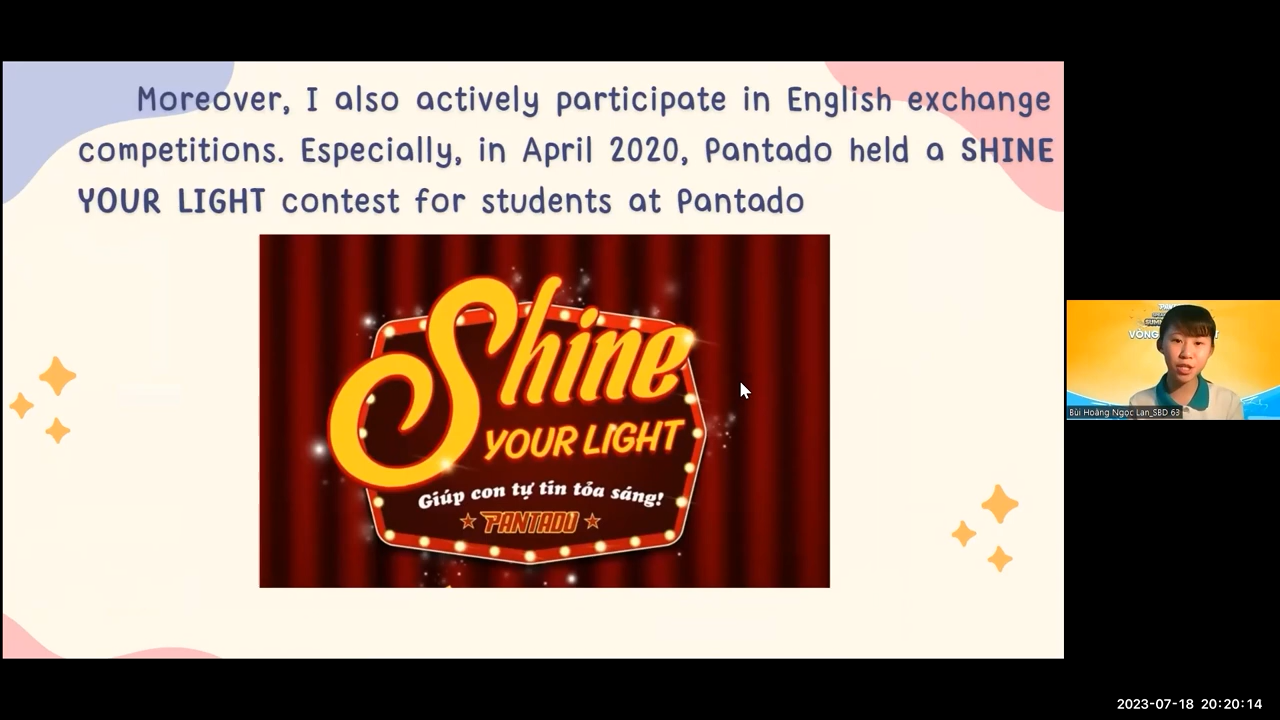 Moreover, I also actively participate in English exchange
competitions. Especially, in April 2020, Pantado held a SHINE
YOUR LIGHT contest for students at Pantado
Shine
YOUR LIGHT
Giúp con tự tin tỏa sáng!
PANTADO
Bùi Hoàng Ngọc Lan_SBD 63
2023-07-18 20:20:14